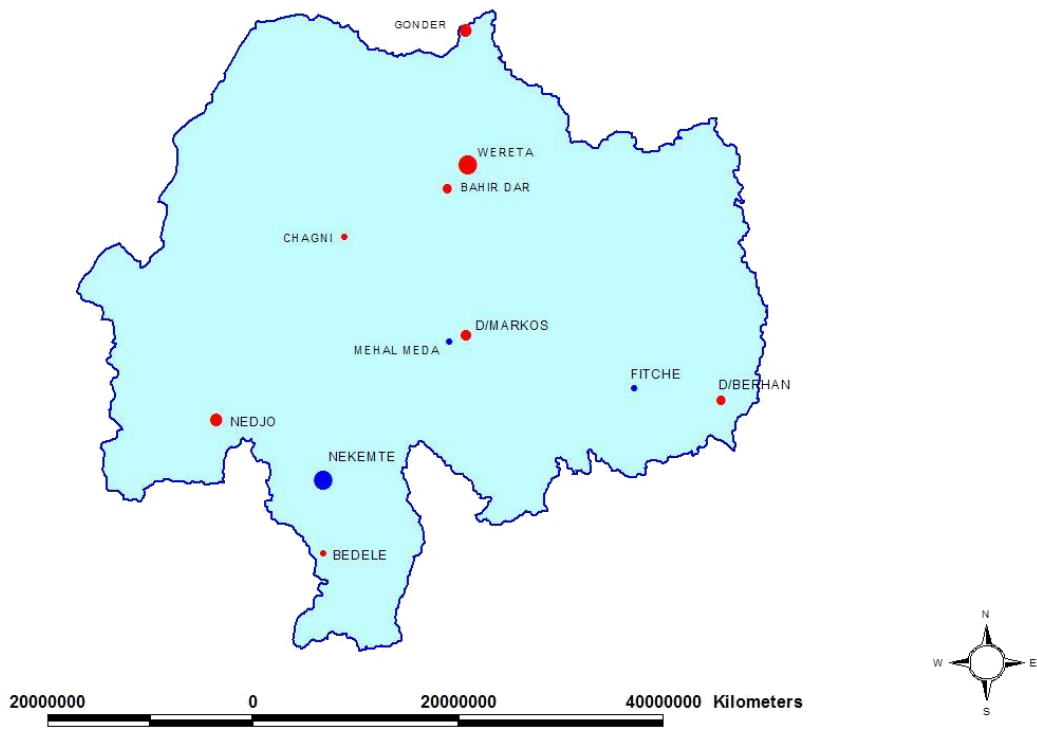 GONDER
WERETA
BAHIR DAR
CHAGNI
D/MARKOS
MEHAL MEDA
FITCHE
D/BERHAN
NEDJO
NEKEMTE
BEDELE
N
W E
S
20000000 0 20000000 40000000 Kilometers